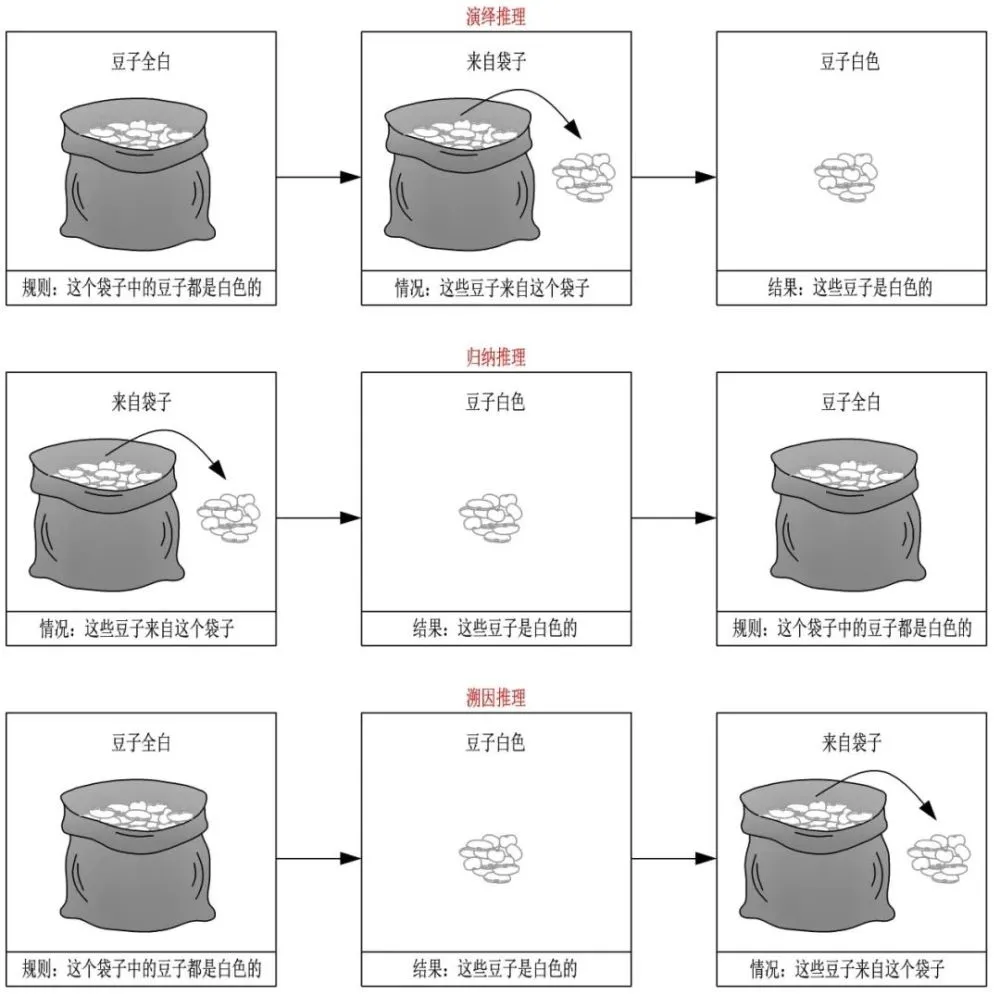 演绎推理
豆子全白
来自袋子
豆子白色
规则：这个袋子中的豆子都是白色的
情况：这些豆子来自这个袋子
结果：这些豆子是白色的
归纳推理
来自袋子
豆子白色
豆子全白
情况：这些豆子来自这个袋子
结果：这些豆子是白色的
规则：这个袋子中的豆子都是白色的
溯因推理
豆子全白
豆子白色
来自袋子
规则：这个袋子中的豆子都是白色的
结果：这些豆子是白色的
情况：这些豆子来自这个袋子